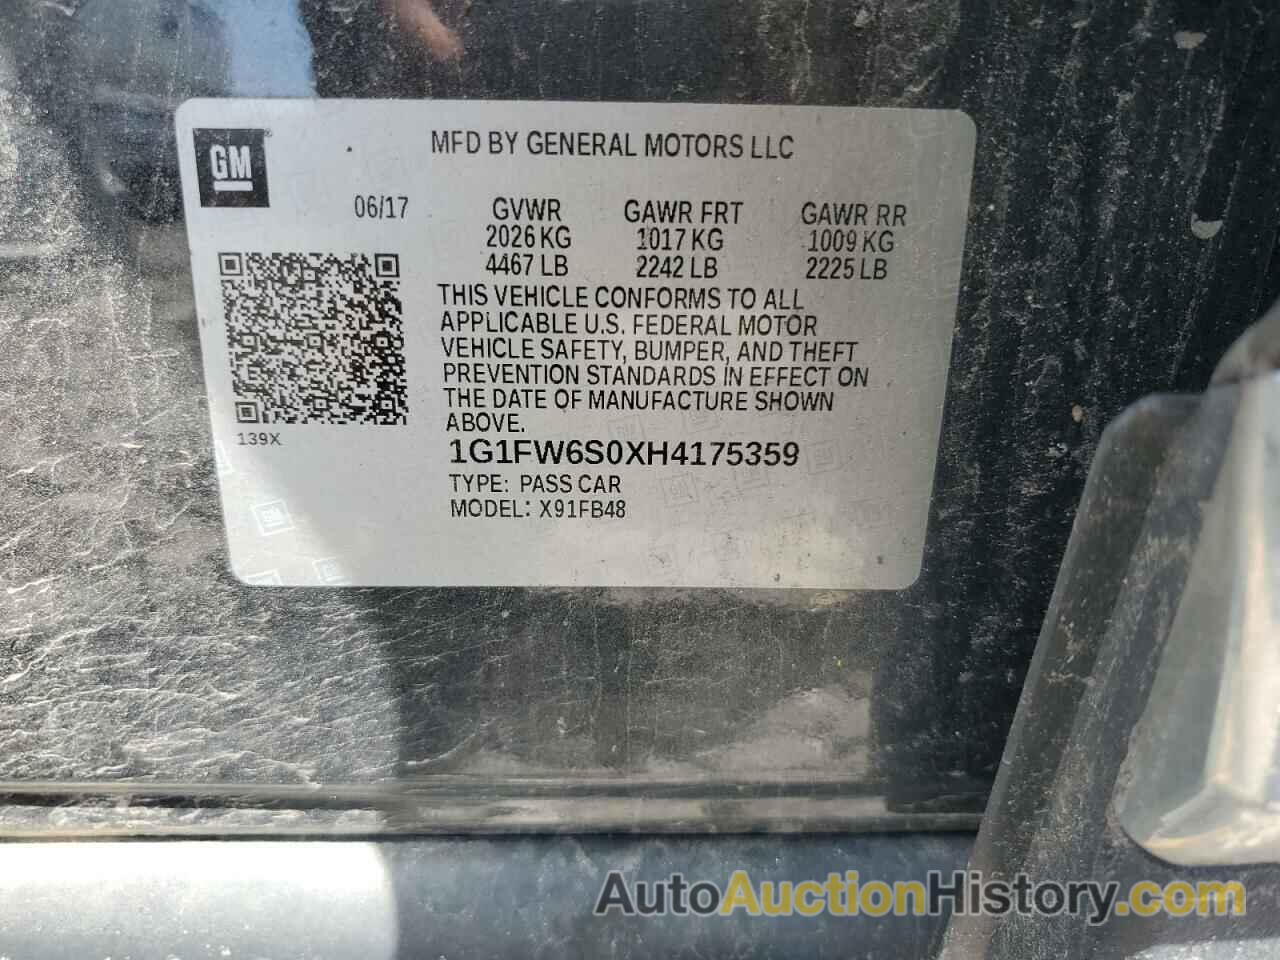 MFD BY GENERAL MOTORS LLC
GM
06/17
GVWR GAWR FRT GAWR RR
2026 KG 1017 KG 1009 KG
4467 LB 2242 LB 2225 LB
THIS VEHICLE CONFORMS TO ALL
APPLICABLE U.S. FEDERAL MOTOR
VEHICLE SAFETY, BUMPER, AND THEFT
PREVENTION STANDARDS IN EFFECT ON
THE DATE OF MANUFACTURE SHOWN
ABOVE.
139X
1G1FW6S0XH4175359
TYPE: PASS CAR
MODEL: X91FB48
AutoAuctionHistory.com